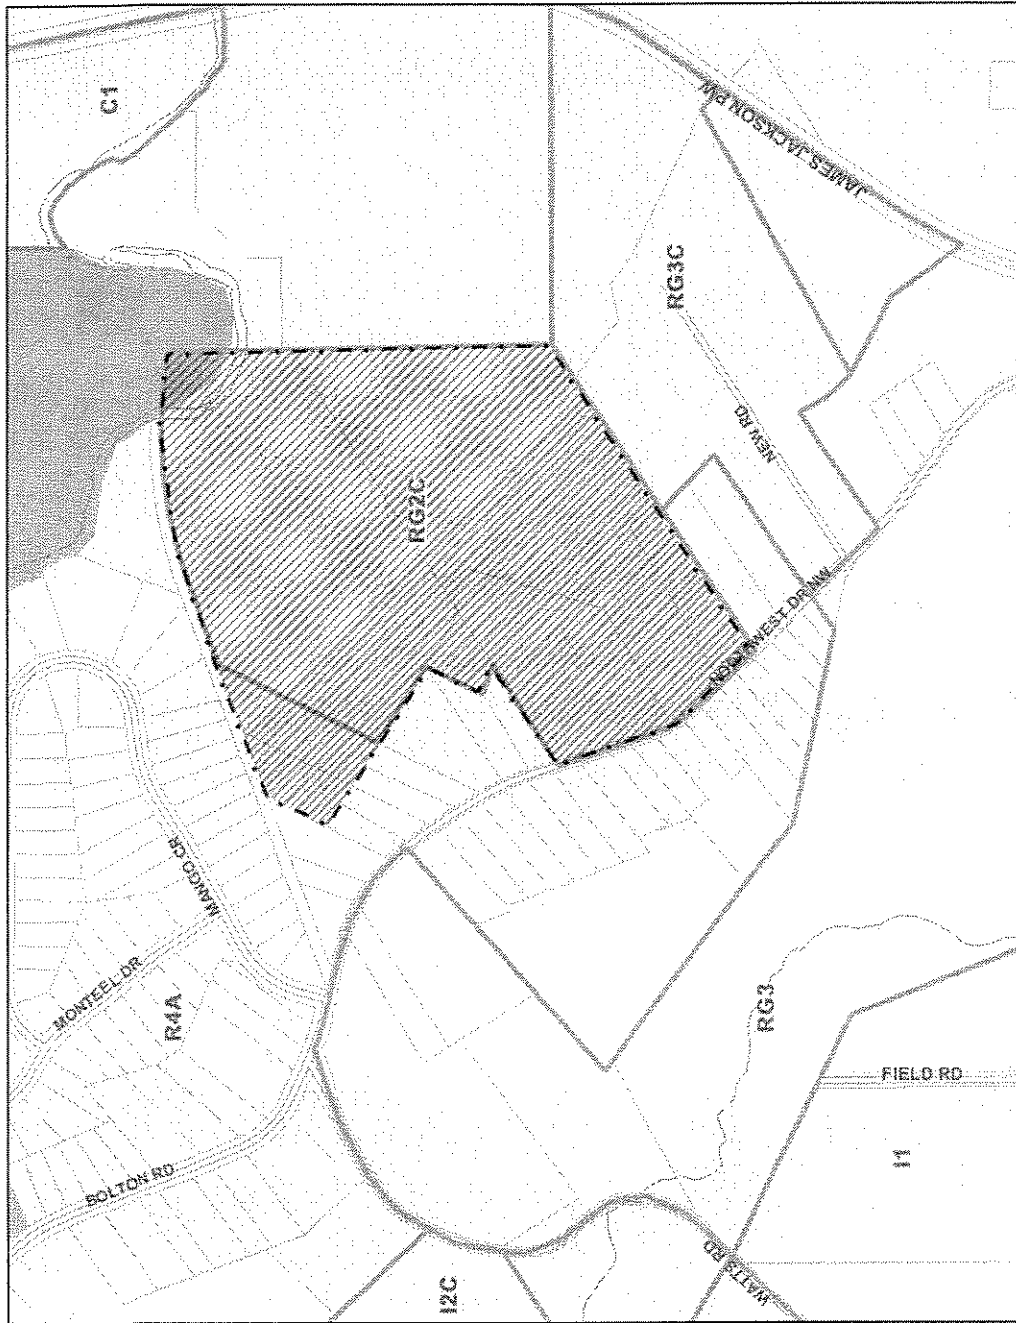 C1
JAMES JACKSON PW
RG3C
NEW RD
RG2C
NORTHWEST DR NW
MANGO CR
MONTEEL DR
R4A
RG3
FIELD RD
BOLTON RD
I1
WATTS RD
I2C